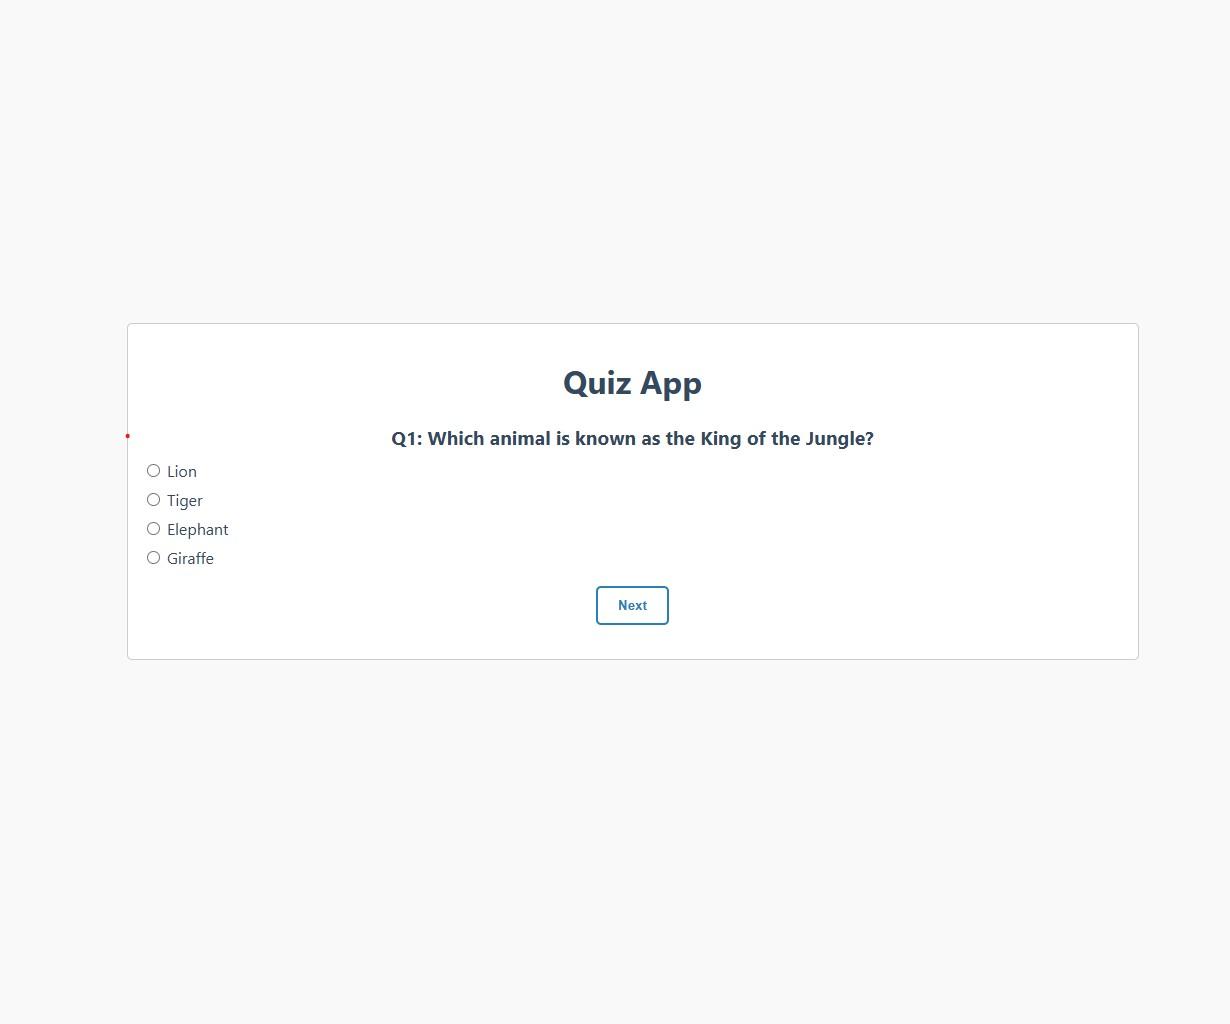 Quiz App
Q1: Which animal is known as the King of the Jungle?
Lion
Tiger
Elephant
Giraffe
Next